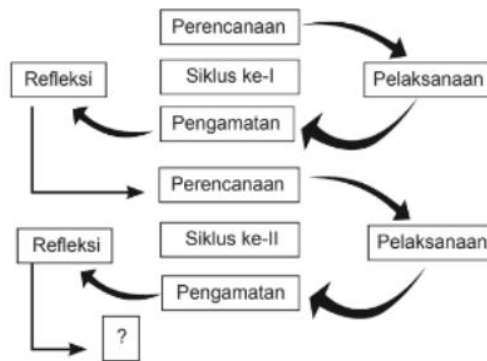 Perencanaan
Refleksi
Siklus ke-I
Pelaksanaan
Pengamatan
Perencanaan
Refleksi
Siklus ke-II
Pelaksanaan
Pengamatan
?